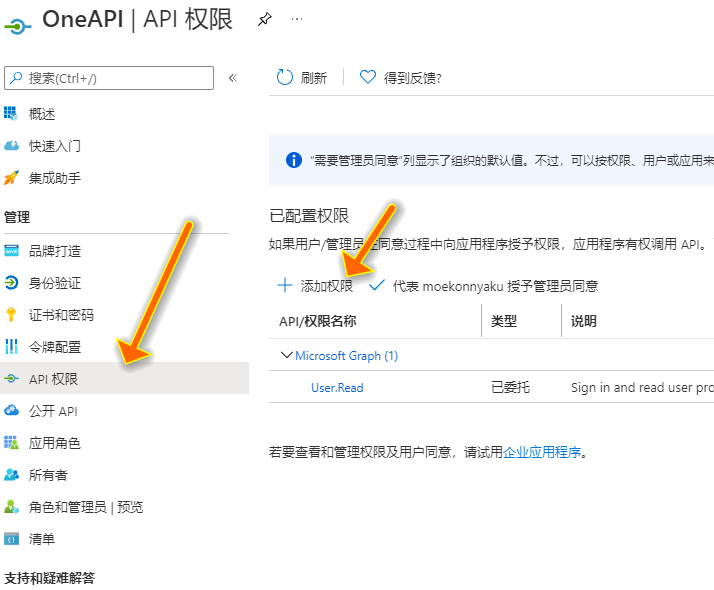 OneAPI | API 权限
搜索(Ctrl+/)
«
刷新
得到反馈?
概述
快速入门
集成助手
管理
品牌打造
身份验证
证书和密码
令牌配置
API 权限
公开 API
应用角色
所有者
角色和管理员 | 预览
清单
支持和疑难解答
"需要管理员同意"列显示了组织的默认值。不过，可以按权限、用户或应用来
已配置权限
如果用户/管理员在同意过程中向应用程序授予权限，应用程序有权调用 API。
添加权限
代表 moekonnyaku 授予管理员同意
API/权限名称 类型 说明
Microsoft Graph (1)
User.Read 已委托 Sign in and read user pro
若要查看和管理权限及用户同意，请试用企业应用程序。